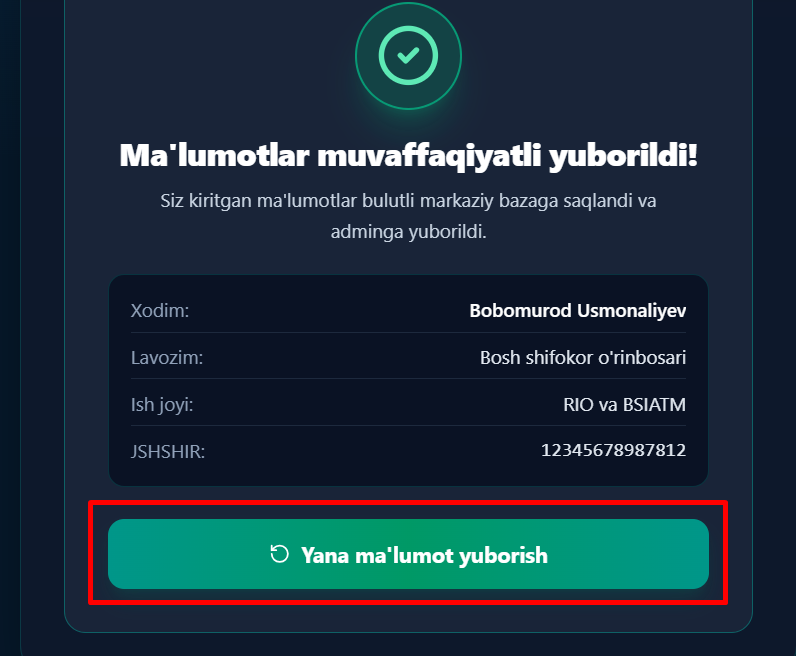 Ma'lumotlar muvaffaqiyatli yuborildi!
Siz kiritgan ma'lumotlar bulutli markaziy bazaga saqlandi va
adminga yuborildi.
Xodim: Bobomurod Usmonaliyev
Lavozim: Bosh shifokor o'rinbosari
Ish joyi: RIO va BSIATM
JSHSHIR: 12345678987812
Yana ma'lumot yuborish